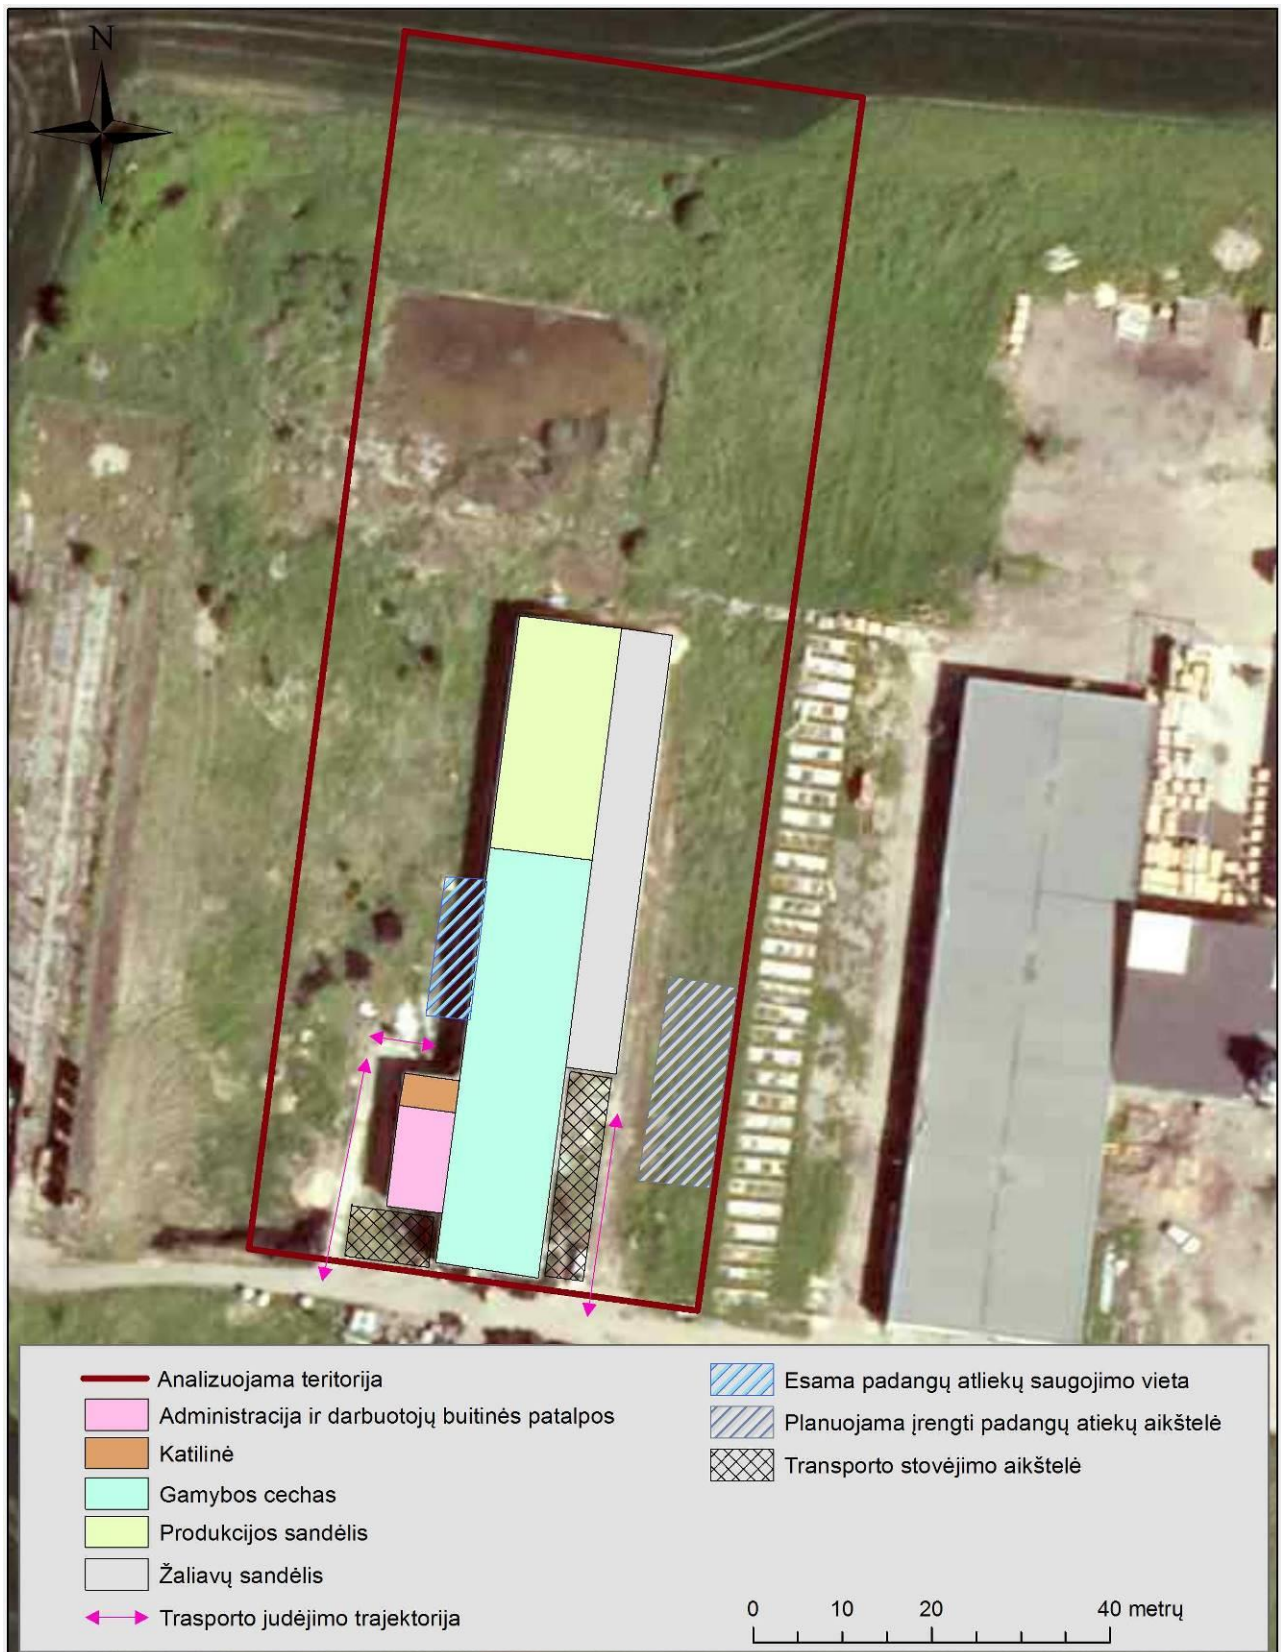 N
Analizuojama teritorija
Administracija ir darbuotojų buitinės patalpos
Katilinė
Gamybos cechas
Produkcijos sandėlis
Žaliavų sandėlis
Trasporto judėjimo trajektorija
Esama padangų atliekų saugojimo vieta
Planuojama įrengti padangų atiekų aikštelė
Transporto stovėjimo aikštelė
0 10 20 40 metrų